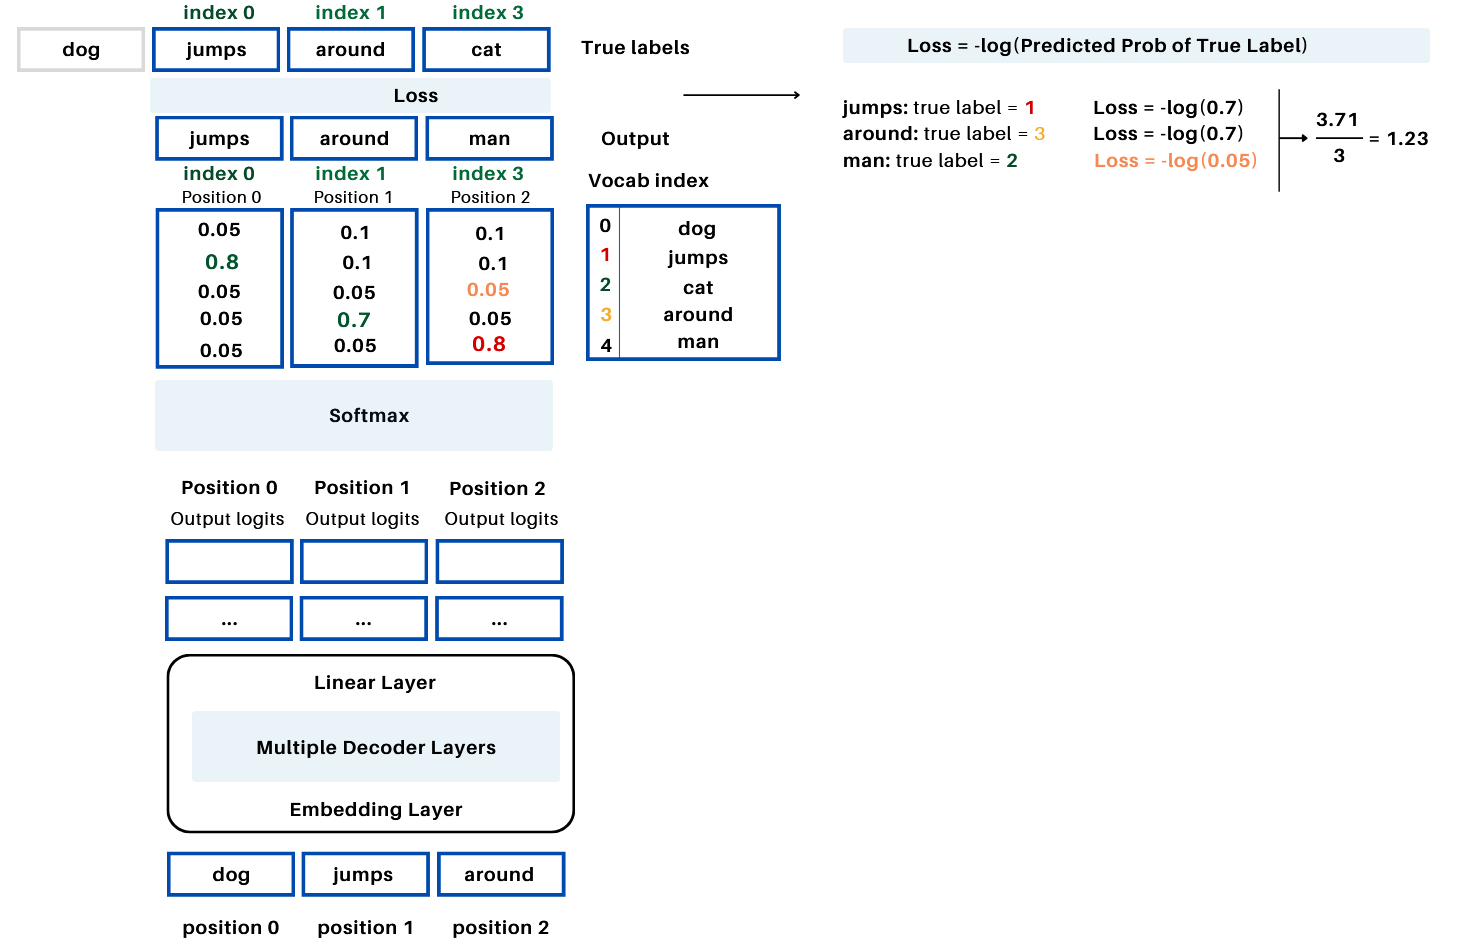 index 0 index 1 index 3
dog jumps around cat True labels
Loss
jumps around man Output
index 0 index 1 index 3
Position 0 Position 1 Position 2
0.05 0.1 0.1
0.8 0.1 0.1
0.05 0.05 0.05
0.05 0.7 0.05
0.05 0.05 0.8
Vocab index
0 dog
1 jumps
2 cat
3 around
4 man
Loss = -log(Predicted Prob of True Label)
jumps: true label = 1 Loss = -log(0.7)
around: true label = 3 Loss = -log(0.7)
man: true label = 2 Loss = -log(0.05)
3.71
3
= 1.23
Softmax
Position 0 Position 1 Position 2
Output logits Output logits Output logits
... ... ...
Linear Layer
Multiple Decoder Layers
Embedding Layer
dog jumps around
position 0 position 1 position 2